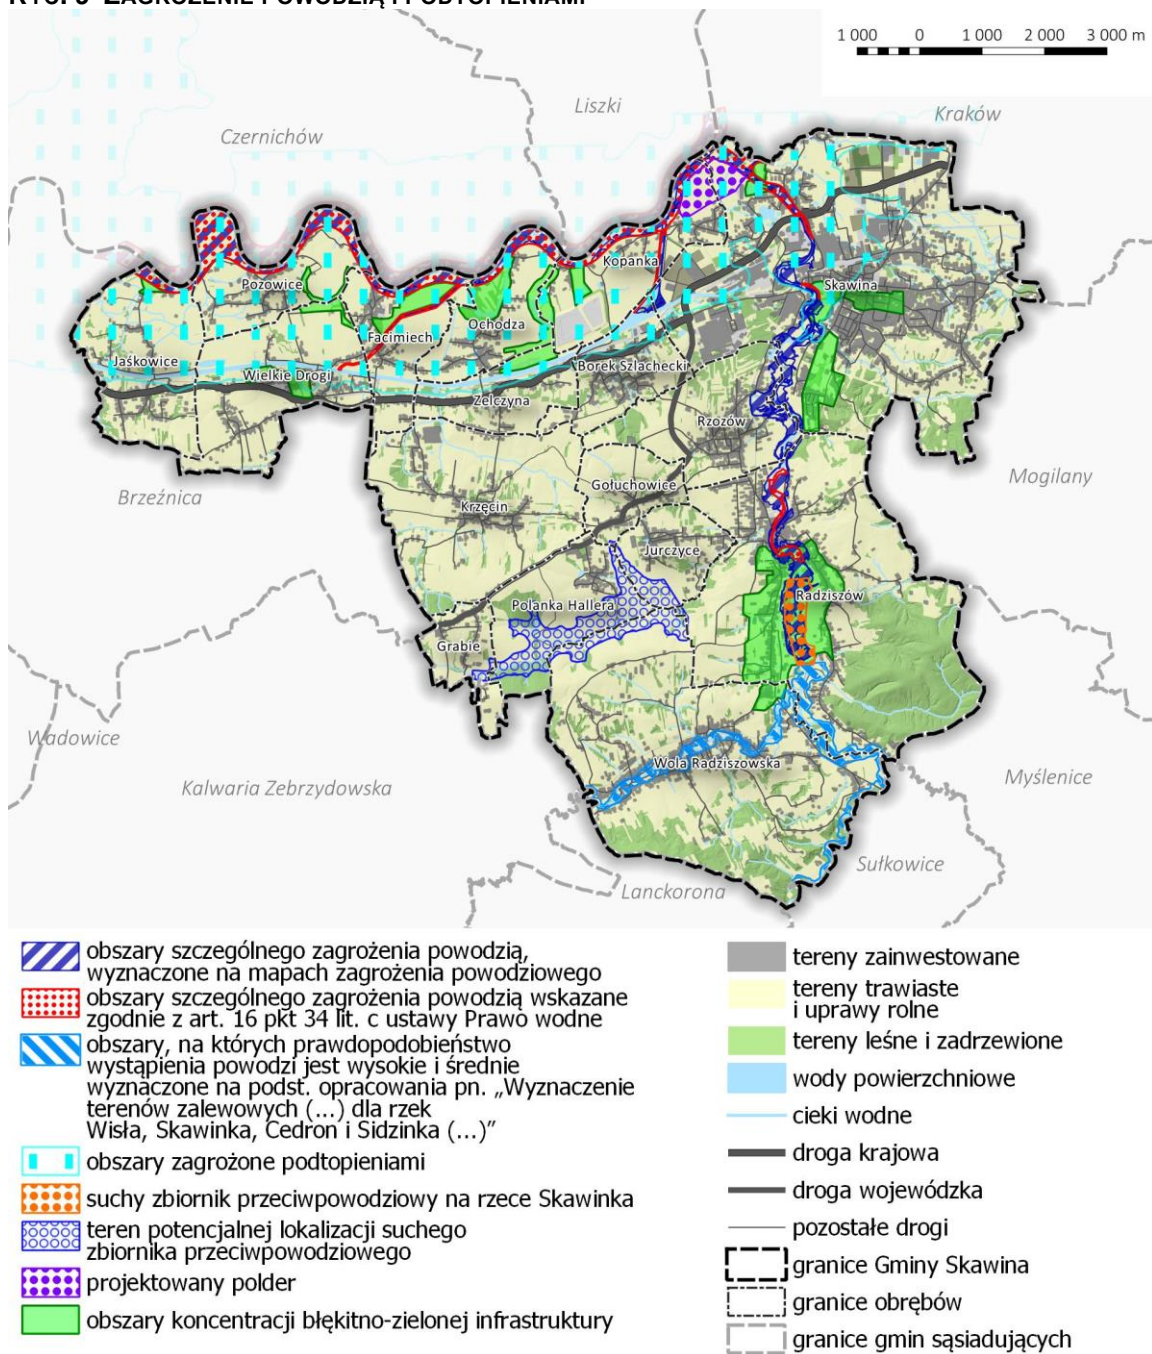 RYC. 5 ZAGROŻENIE POWODZIĄ I PODTOPIENIAMI
1 000 0 1 000 2 000 3 000 m
Liszki
Kraków
Czernichów
Kopanka
Pozowice
Skawina
Ochodza
Facimiech
Jaśkowice
Wielkie Drogi
Borek Szlachecki
Zelczyna
Rzozów
Mogilany
Brzeźnica
Gołuchowice
Krzęcin
Jurczyce
Radziszów
Polanka Hallera
Grabie
Wadowice
Wola Radziszowska
Myślenice
Kalwaria Zebrzydowska
Sułkowice
Lanckorona
obszary szczególnego zagrożenia powodzią,
wyznaczone na mapach zagrożenia powodziowego
obszary szczególnego zagrożenia powodzią wskazane
zgodnie z art. 16 pkt 34 lit. c ustawy Prawo wodne
obszary, na których prawdopodobieństwo
wystąpienia powodzi jest wysokie i średnie
wyznaczone na podst. opracowania pn. „Wyznaczenie
terenów zalewowych (...) dla rzek
Wisła, Skawinka, Cedron i Sidzinka (...)”
obszary zagrożone podtopieniami
suchy zbiornik przeciwpowodziowy na rzece Skawinka
teren potencjalnej lokalizacji suchego
zbiornika przeciwpowodziowego
projektowany polder
obszary koncentracji błękitno-zielonej infrastruktury
tereny zainwestowane
tereny trawiaste
i uprawy rolne
tereny leśne i zadrzewione
wody powierzchniowe
cieki wodne
droga krajowa
droga wojewódzka
pozostałe drogi
granice Gminy Skawina
granice obrębów
granice gmin sąsiadujących